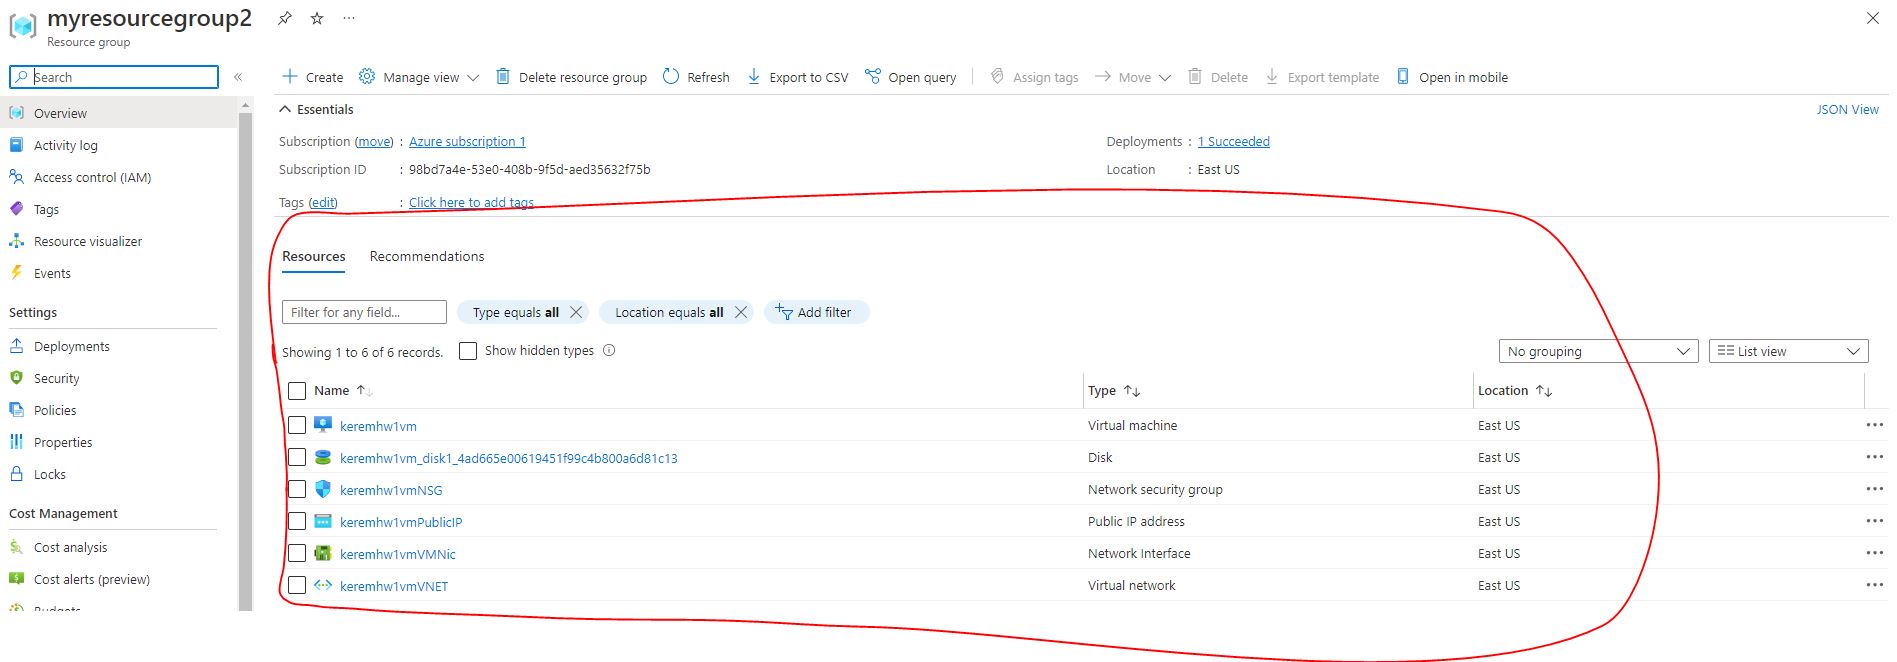 myresourcegroup2
Resource group
Search
Create Manage view Delete resource group Refresh Export to CSV Open query Assign tags Move Delete Export template Open in mobile
Overview
Activity log
Access control (IAM)
Tags
Resource visualizer
Events
Settings
Deployments
Security
Policies
Properties
Locks
Cost Management
Cost analysis
Cost alerts (preview)
Budgets
Essentials JSON View
Subscription (move) : Azure subscription 1 Deployments : 1 Succeeded
Subscription ID : 98bd7a4e-53e0-408b-9f5d-aed35632f75b Location : East US
Tags (edit) : Click here to add tags
Resources Recommendations
Filter for any field... Type equals all Location equals all Add filter
Showing 1 to 6 of 6 records. Show hidden types No grouping List view
Name Type Location
keremhw1vm Virtual machine East US
keremhw1vm_disk1_4ad665e00619451f99c4b800a6d81c13 Disk East US
keremhw1vmNSG Network security group East US
keremhw1vmPublicIP Public IP address East US
keremhw1vmVMNic Network Interface East US
keremhw1vmVNET Virtual network East US